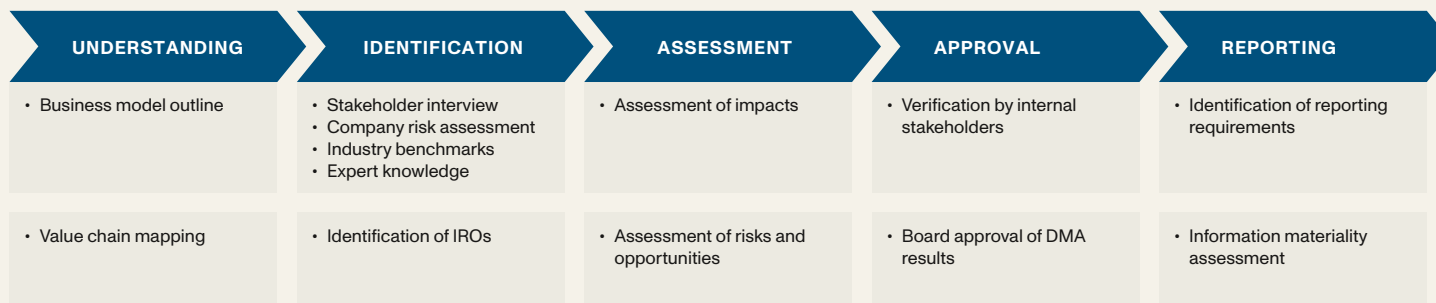 UNDERSTANDING
IDENTIFICATION
ASSESSMENT
APPROVAL
REPORTING
• Business model outline
• Stakeholder interview
• Company risk assessment
• Industry benchmarks
• Expert knowledge
• Assessment of impacts
• Verification by internal
stakeholders
• Identification of reporting
requirements
• Value chain mapping
• Identification of IROs
• Assessment of risks and
opportunities
• Board approval of DMA
results
• Information materiality
assessment